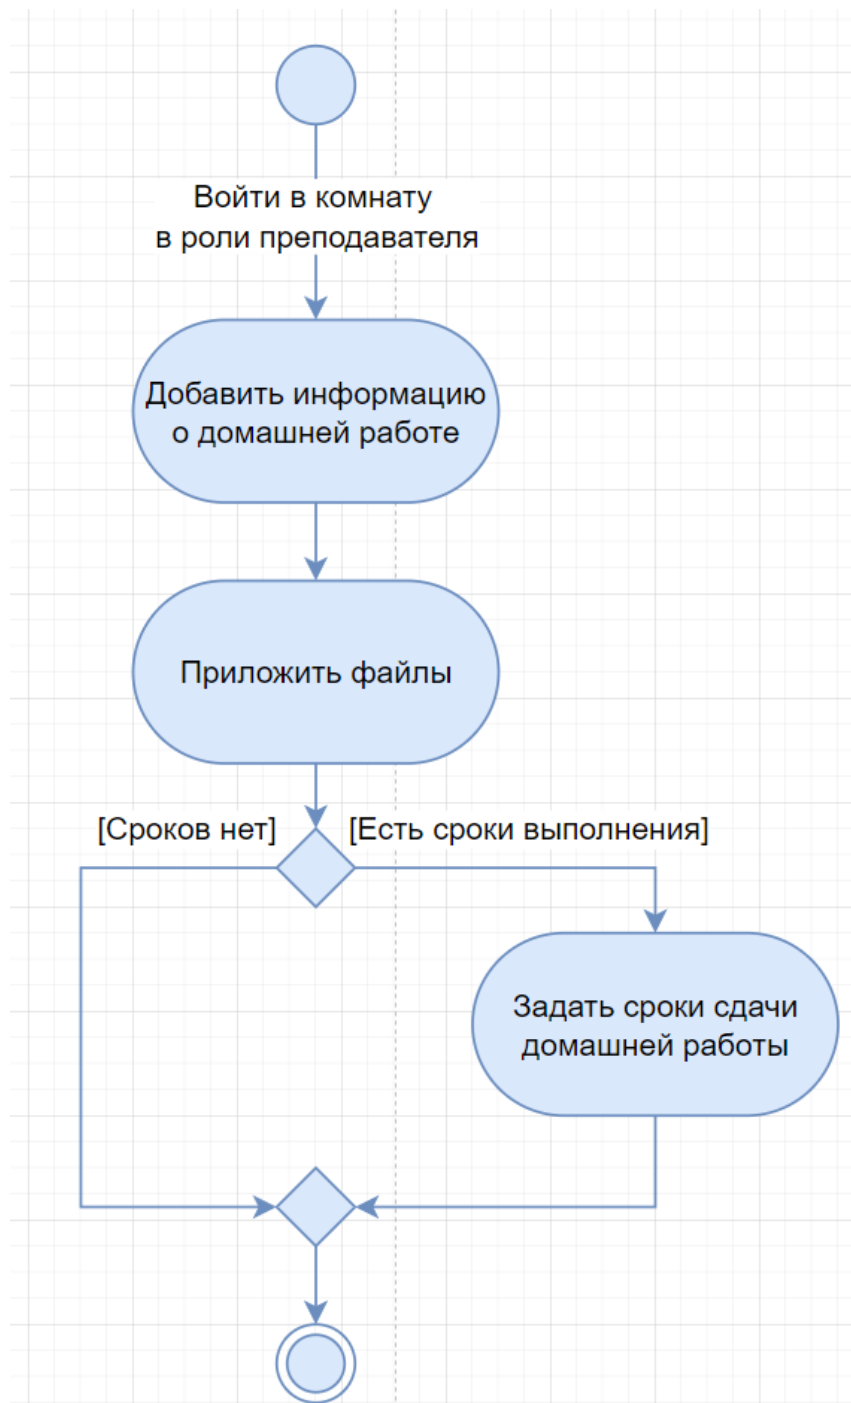 Войти в комнату
в роли преподавателя
Добавить информацию
о домашней работе
Приложить файлы
[Сроков нет]
[Есть сроки выполнения]
Задать сроки сдачи
домашней работы